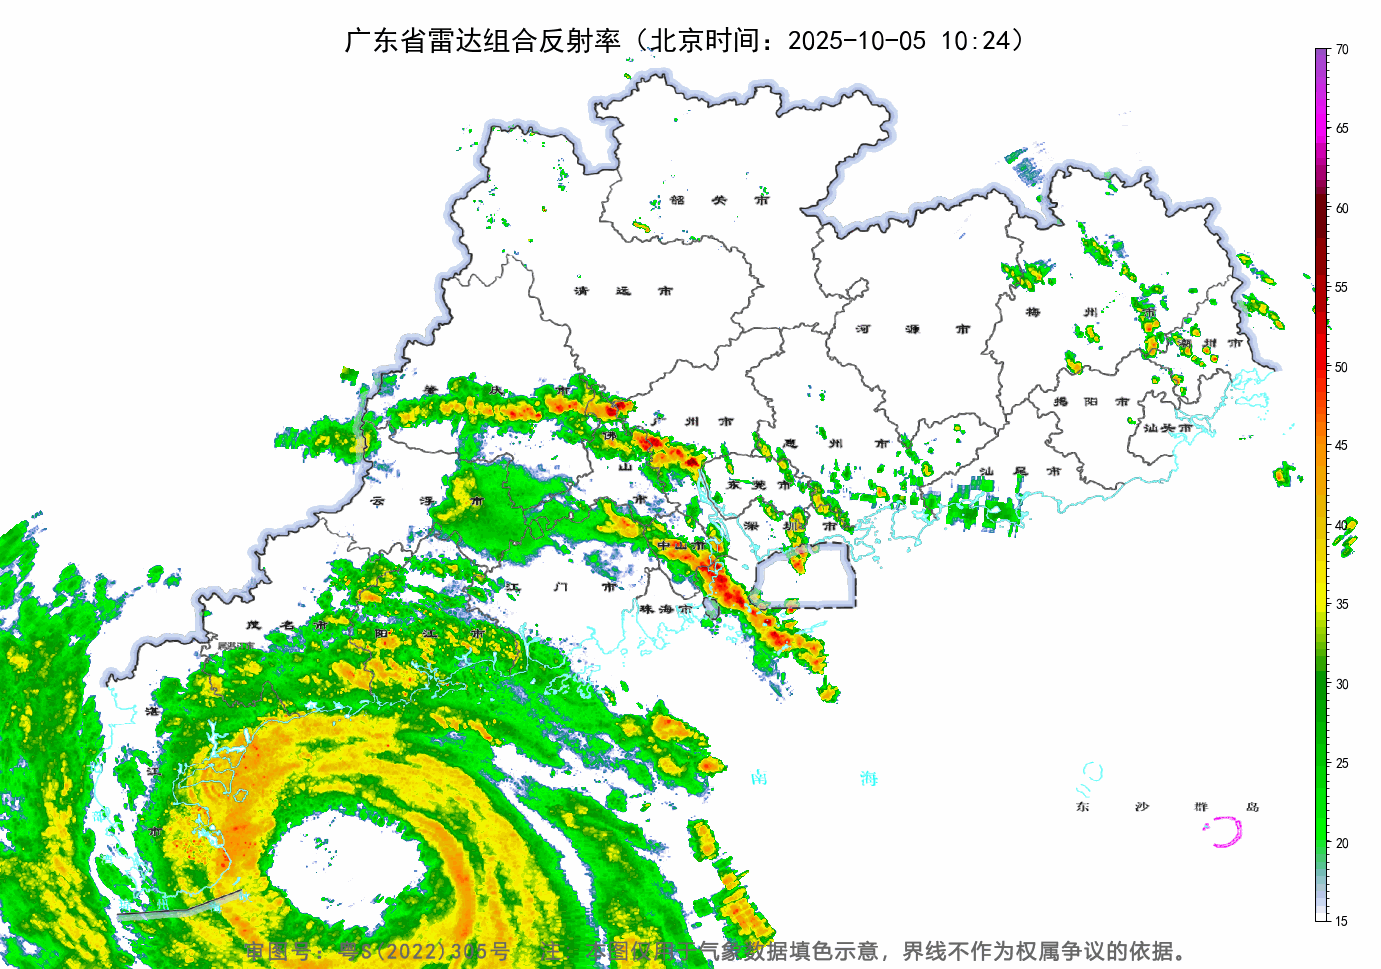 广东省雷达组合反射率（北京时间：2025-10-05 10:24）
70
65
60
55
50
45
40
35
30
25
20
15
韶关市
清远市
河源市
梅州市
潮州市
肇庆市
广州市
揭阳市
汕头市
佛山市
惠州市
东莞市
汕尾市
云浮市
深圳市
中山市
江门市
珠海市
茂名市
阳江市
湛江市
南海
东沙群岛
审图号：粤S(2022)305号 注：本图仅用于气象数据填色示意，界线不作为权属争议的依据。